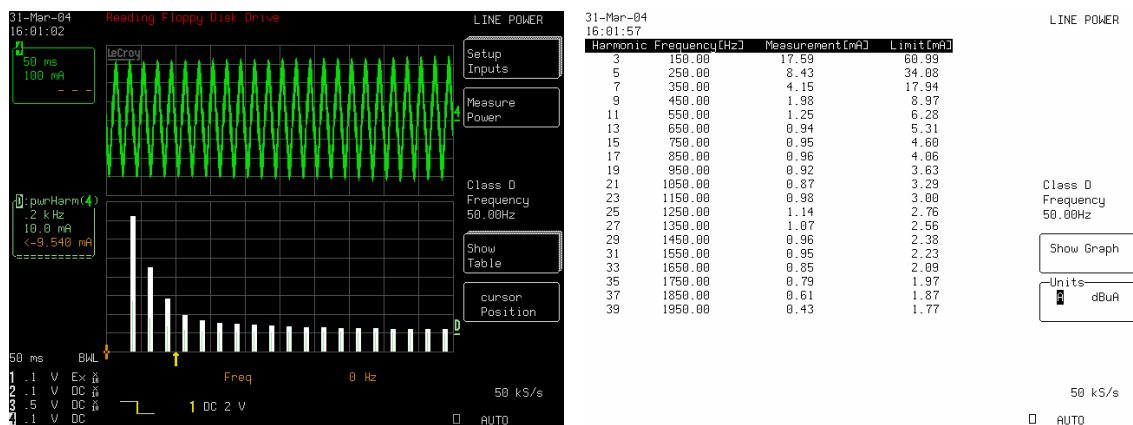 31-Mar-04
16:01:02
Reading Floppy Disk Drive
LINE POWER
4
50 ms
100 mA
- - -
LeCroy
Setup
Inputs
Measure
Power
4
Class D
Frequency
50.00Hz
D:pwrHarm(4)
.2 kHz
10.0 mA
<-9.540 mA
Show
Table
cursor
Position
D
50 ms BWL
1 .1 V Ex X10
2 .1 V DC X10
3 .5 V DC X10
4 .1 V DC
Freq 0 Hz
1 DC 2 V
50 kS/s
AUTO
31-Mar-04
16:01:57
LINE POWER
Harmonic Frequency[Hz] Measurement[mA] Limit[mA]
3 150.00 17.59 60.99
5 250.00 8.43 34.08
7 350.00 4.15 17.94
9 450.00 1.98 8.97
11 550.00 1.25 6.28
13 650.00 0.94 5.31
15 750.00 0.95 4.60
17 850.00 0.96 4.06
19 950.00 0.92 3.63
21 1050.00 0.87 3.29
23 1150.00 0.98 3.00
25 1250.00 1.14 2.76
27 1350.00 1.07 2.56
29 1450.00 0.96 2.38
31 1550.00 0.95 2.23
33 1650.00 0.85 2.09
35 1750.00 0.79 1.97
37 1850.00 0.61 1.87
39 1950.00 0.43 1.77
Class D
Frequency
50.00Hz
Show Graph
Units
A dBuA
50 kS/s
AUTO